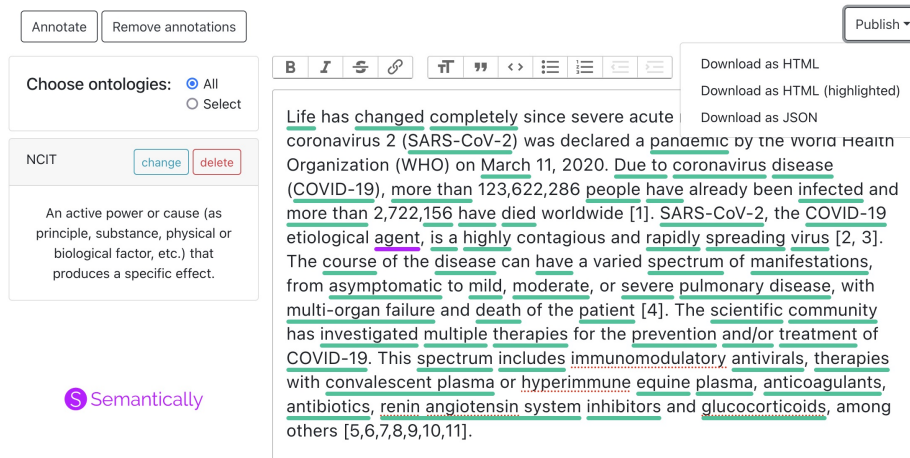 Annotate Remove annotations Publish
Choose ontologies: All
Select
NCIT change delete
An active power or cause (as
principle, substance, physical or
biological factor, etc.) that
produces a specific effect.
Semantically
B I S T
Download as HTML
Download as HTML (highlighted)
Download as JSON
Life has changed completely since severe acute
coronavirus 2 (SARS-CoV-2) was declared a pandemic by the World Health
Organization (WHO) on March 11, 2020. Due to coronavirus disease
(COVID-19), more than 123,622,286 people have already been infected and
more than 2,722,156 have died worldwide [1]. SARS-CoV-2, the COVID-19
etiological agent, is a highly contagious and rapidly spreading virus [2, 3].
The course of the disease can have a varied spectrum of manifestations,
from asymptomatic to mild, moderate, or severe pulmonary disease, with
multi-organ failure and death of the patient [4]. The scientific community
has investigated multiple therapies for the prevention and/or treatment of
COVID-19. This spectrum includes immunomodulatory antivirals, therapies
with convalescent plasma or hyperimmune equine plasma, anticoagulants,
antibiotics, renin angiotensin system inhibitors and glucocorticoids, among
others [5,6,7,8,9,10,11].